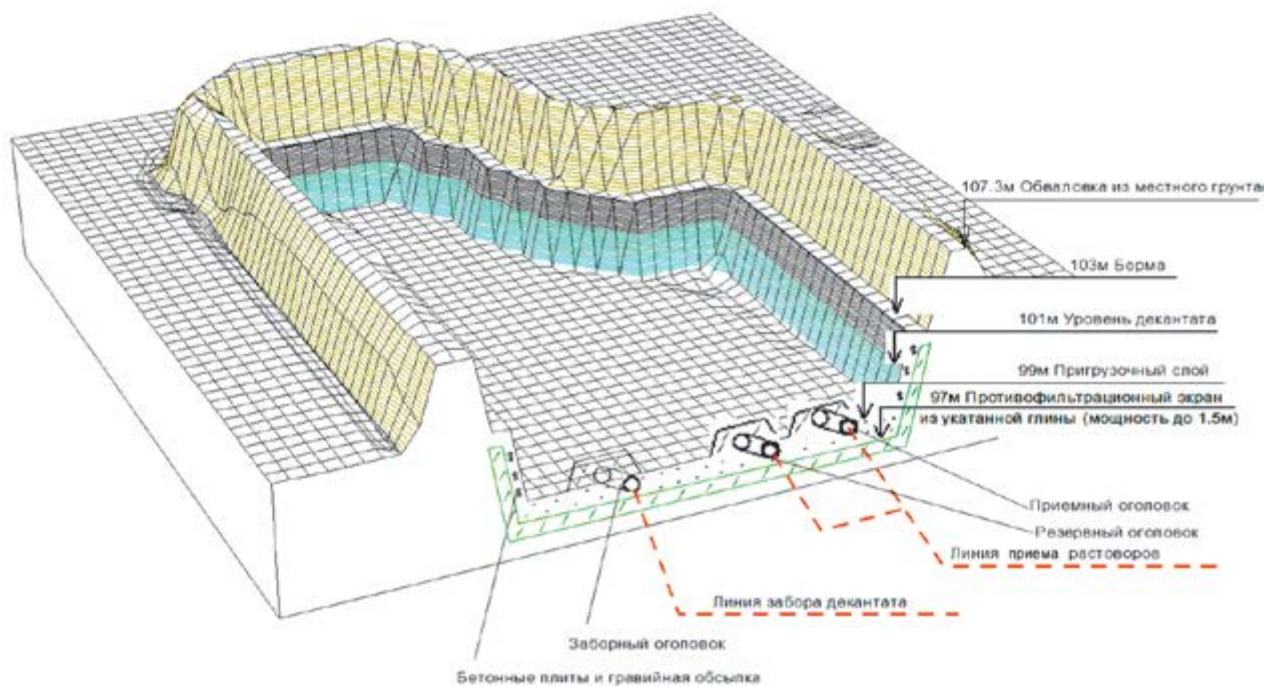 107.3м Обваловка из местного грунта
103м Берма
101м Уровень декантата
99м Пригрузочный слой
97м Противофильтрационный экран
из укатанной глины (мощность до 1.5м)
Приемный оголовок
Резервный оголовок
Линия приема растоворов
Линия забора декантата
Заборный оголовок
Бетонные плиты и гравийная обсыпка